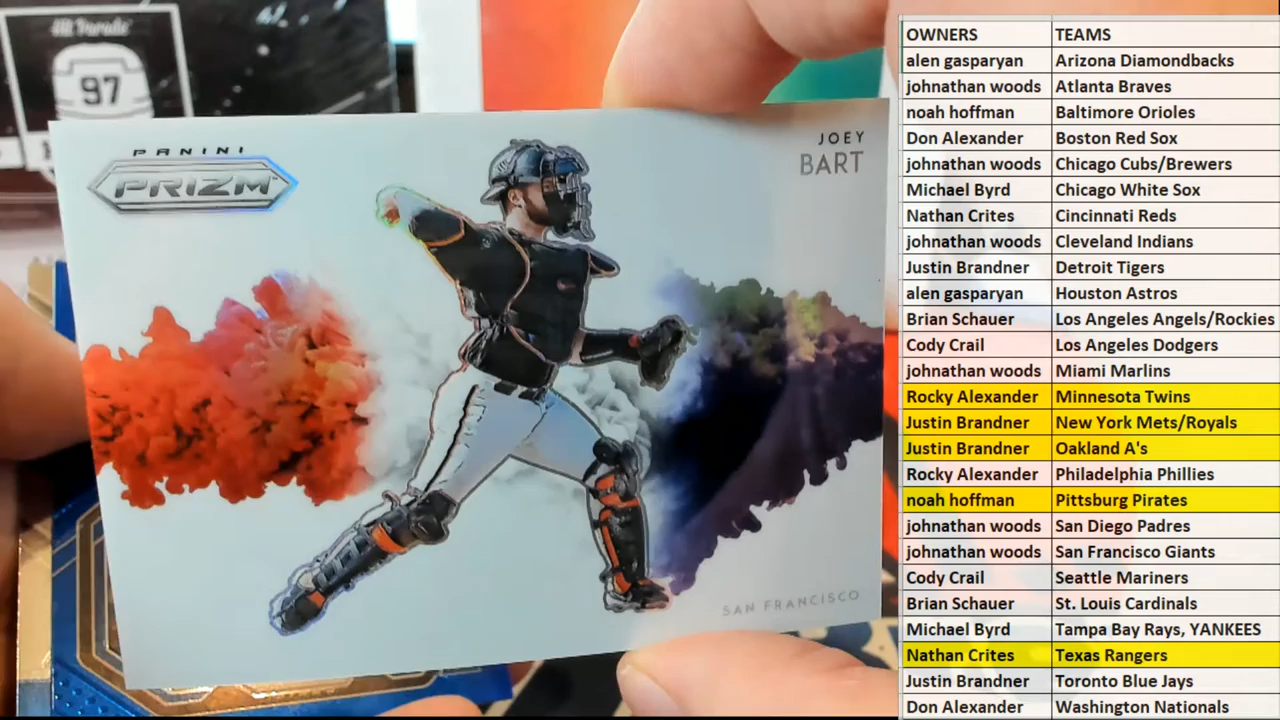 All Parade
97
PANINI
PRIZM
JOEY
BART
SAN FRANCISCO
OWNERS TEAMS
alen gasparyan Arizona Diamondbacks
johnathan woods Atlanta Braves
noah hoffman Baltimore Orioles
Don Alexander Boston Red Sox
johnathan woods Chicago Cubs/Brewers
Michael Byrd Chicago White Sox
Nathan Crites Cincinnati Reds
johnathan woods Cleveland Indians
Justin Brandner Detroit Tigers
alen gasparyan Houston Astros
Brian Schauer Los Angeles Angels/Rockies
Cody Crail Los Angeles Dodgers
johnathan woods Miami Marlins
Rocky Alexander Minnesota Twins
Justin Brandner New York Mets/Royals
Justin Brandner Oakland A's
Rocky Alexander Philadelphia Phillies
noah hoffman Pittsburg Pirates
johnathan woods San Diego Padres
johnathan woods San Francisco Giants
Cody Crail Seattle Mariners
Brian Schauer St. Louis Cardinals
Michael Byrd Tampa Bay Rays, YANKEES
Nathan Crites Texas Rangers
Justin Brandner Toronto Blue Jays
Don Alexander Washington Nationals